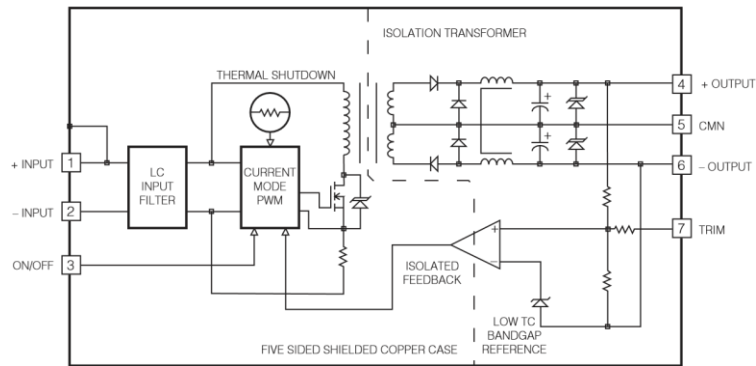 ISOLATION TRANSFORMER
THERMAL SHUTDOWN
4
+ OUTPUT
+
5
CMN
+
+ INPUT
1
LC
INPUT
FILTER
CURRENT
MODE
PWM
6
– OUTPUT
– INPUT
2
7
TRIM
+
–
ON/OFF
3
ISOLATED
FEEDBACK
LOW TC
BANDGAP
REFERENCE
FIVE SIDED SHIELDED COPPER CASE